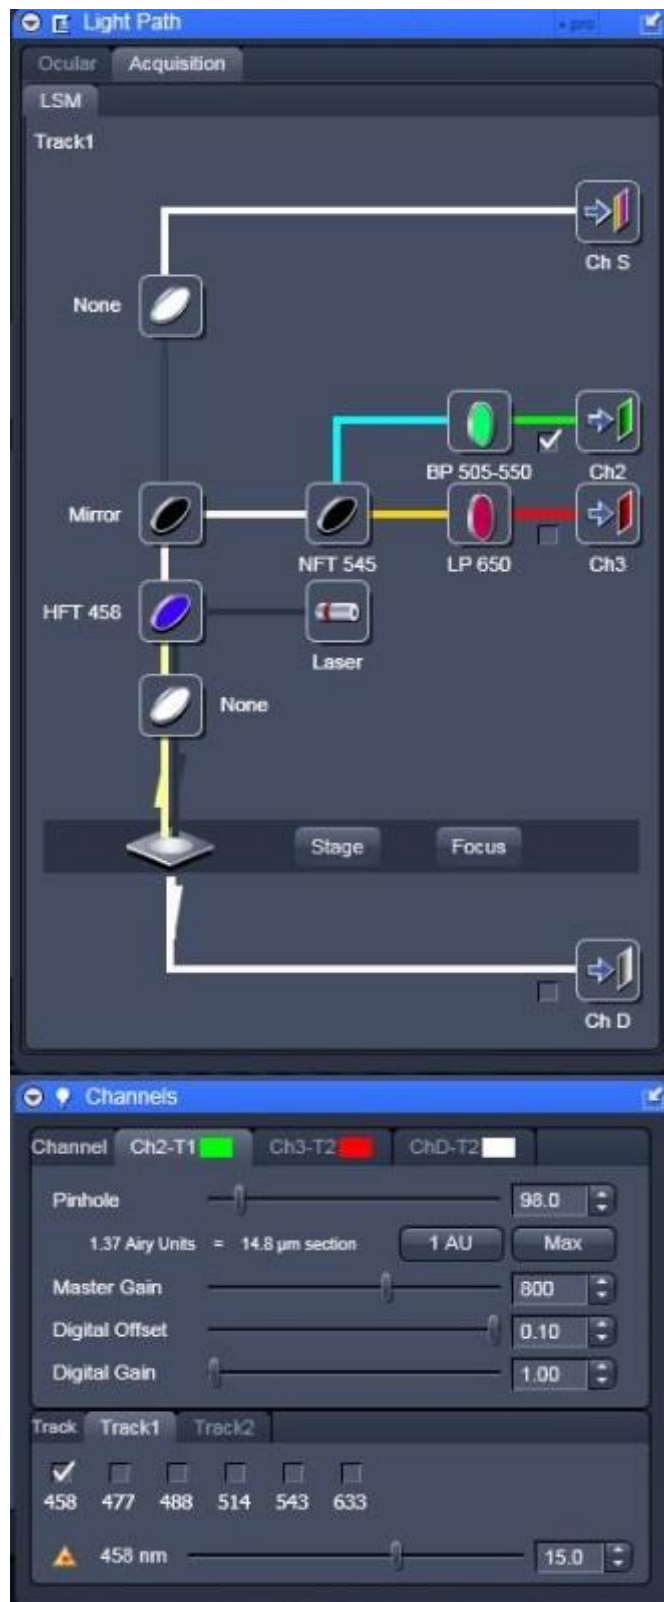 Light Path
Ocular Acquisition
LSM
Track1
Ch S
None
BP 505-550 Ch2
Mirror
NFT 545 LP 650 Ch3
HFT 458
Laser
None
Stage Focus
Ch D
Channels
Channel Ch2-T1 Ch3-T2 ChD-T2
Pinhole 98.0
1.37 Airy Units = 14.8 µm section 1 AU Max
Master Gain 800
Digital Offset 0.10
Digital Gain 1.00
Track Track1 Track2
458 477 488 514 543 633
458 nm 15.0